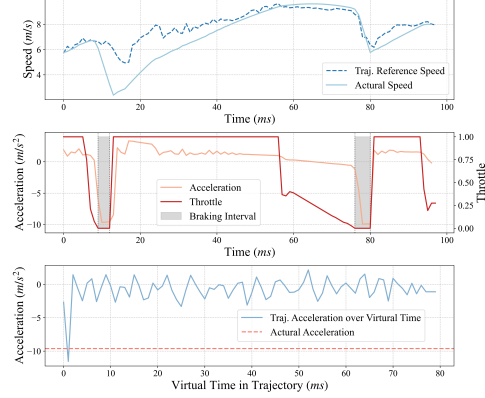 8
6
4
Speed (m/s)
Traj. Reference Speed
Actural Speed
0 20 40 60 80 100
Time (ms)
0
−5
−10
Acceleration (m/s²)
Acceleration
Throttle
Braking Interval
1.00
0.75
0.50
0.25
0.00
Throttle
0 20 40 60 80 100
Time (ms)
0
−5
−10
Acceleration (m/s²)
Traj. Acceleration over Virtural Time
Actural Acceleration
0 10 20 30 40 50 60 70 80
Virtual Time in Trajectory (ms)